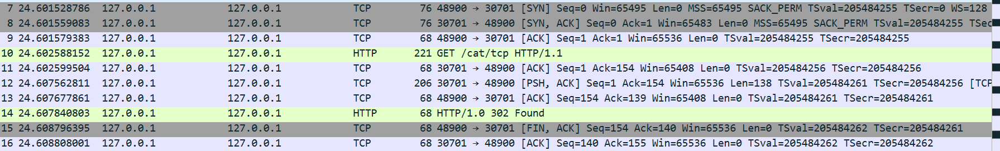 7 24.601528786 127.0.0.1 127.0.0.1 TCP 76 48900 → 30701 [SYN] Seq=0 Win=65495 Len=0 MSS=65495 SACK_PERM TSval=205484255 TSecr=0 WS=128
8 24.601559083 127.0.0.1 127.0.0.1 TCP 76 30701 → 48900 [SYN, ACK] Seq=0 Ack=1 Win=65483 Len=0 MSS=65495 SACK_PERM TSval=205484255 TSec
9 24.601579383 127.0.0.1 127.0.0.1 TCP 68 48900 → 30701 [ACK] Seq=1 Ack=1 Win=65536 Len=0 TSval=205484255 TSecr=205484255
10 24.602588152 127.0.0.1 127.0.0.1 HTTP 221 GET /cat/tcp HTTP/1.1
11 24.602599504 127.0.0.1 127.0.0.1 TCP 68 30701 → 48900 [ACK] Seq=1 Ack=154 Win=65408 Len=0 TSval=205484256 TSecr=205484256
12 24.607562811 127.0.0.1 127.0.0.1 TCP 206 30701 → 48900 [PSH, ACK] Seq=1 Ack=154 Win=65536 Len=138 TSval=205484261 TSecr=205484256 [TCP
13 24.607677861 127.0.0.1 127.0.0.1 TCP 68 48900 → 30701 [ACK] Seq=154 Ack=139 Win=65408 Len=0 TSval=205484261 TSecr=205484261
14 24.607840803 127.0.0.1 127.0.0.1 HTTP 68 HTTP/1.0 302 Found
15 24.608796395 127.0.0.1 127.0.0.1 TCP 68 48900 → 30701 [FIN, ACK] Seq=154 Ack=140 Win=65536 Len=0 TSval=205484262 TSecr=205484261
16 24.608808001 127.0.0.1 127.0.0.1 TCP 68 30701 → 48900 [ACK] Seq=140 Ack=155 Win=65536 Len=0 TSval=205484262 TSecr=205484262